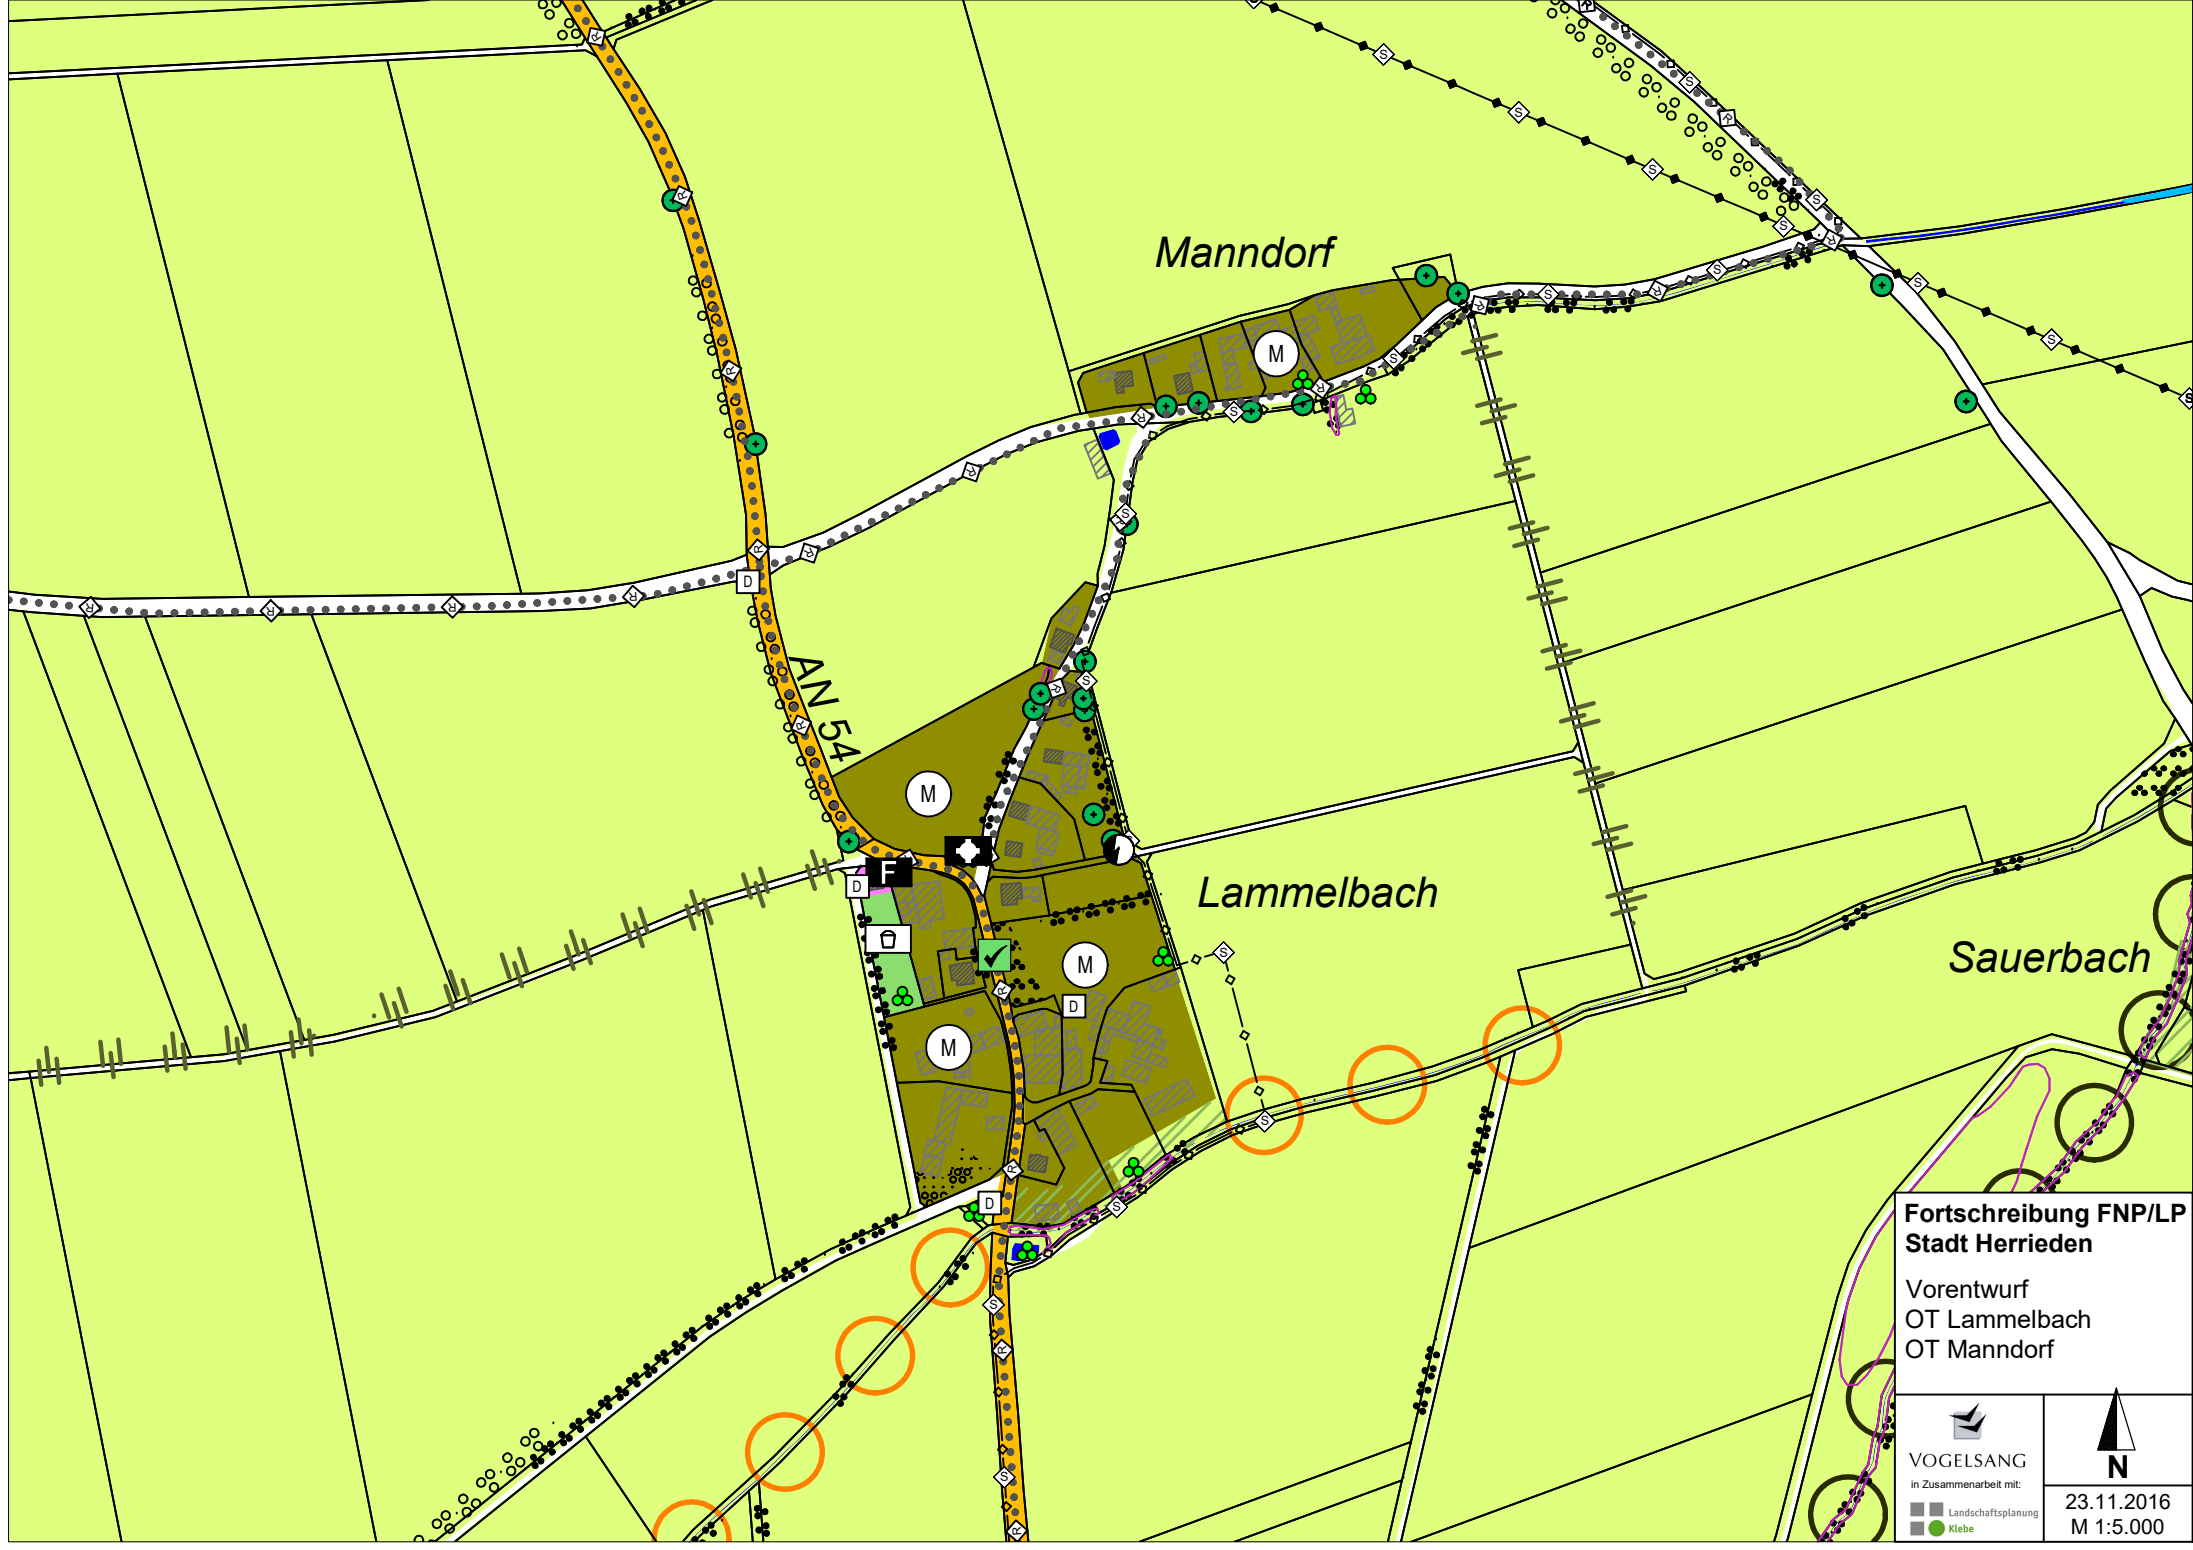 Manndorf
M
D
AN 54
M
F
D
Lammelbach
M
D
M
D
Sauerbach
Fortschreibung FNP/LP
Stadt Herrieden
Vorentwurf
OT Lammelbach
OT Manndorf
VOGELSANG
in Zusammenarbeit mit:
Landschaftsplanung
Klebe
N
23.11.2016
M 1:5.000